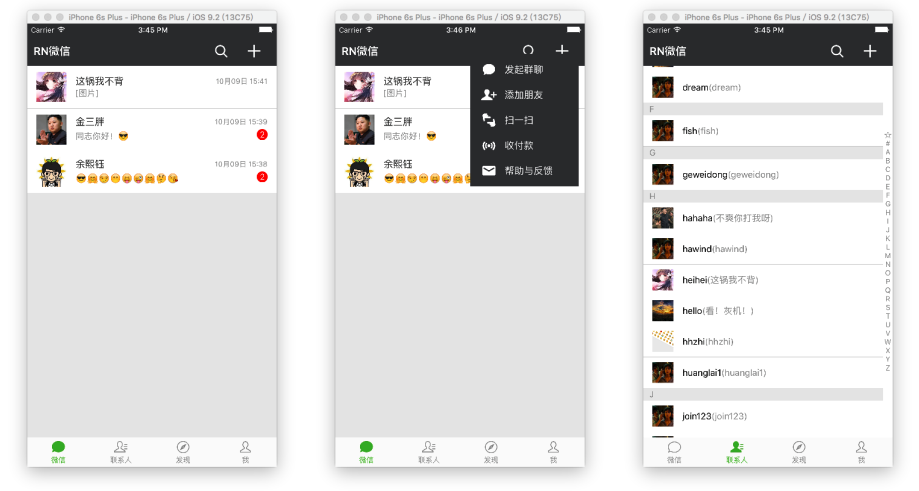 iPhone 6s Plus - iPhone 6s Plus / iOS 9.2 (13C75)
Carrier 3:45 PM
RN微信
这锅我不背 10月09日 15:41
[图片]
金三胖 10月09日 15:39
同志你好！😎 2
余熙钰 10月09日 15:38
2
微信 联系人 发现 我
iPhone 6s Plus - iPhone 6s Plus / iOS 9.2 (13C75)
Carrier 3:46 PM
RN微信
这锅我不背
[图片]
金三胖
同志你好！😎
余熙钰
发起群聊
添加朋友
扫一扫
收付款
帮助与反馈
微信 联系人 发现 我
iPhone 6s Plus - iPhone 6s Plus / iOS 9.2 (13C75)
Carrier 3:45 PM
RN微信
dream(dream)
F
fish(fish)
G
geweidong(geweidong)
H
hahaha(不爽你打我呀)
hawind(hawind)
heihei(这锅我不背)
hello(看！灰机！)
hhzhi(hhzhi)
huanglai1(huanglai1)
J
join123(join123)
☆
#
A
B
C
D
E
F
G
H
I
J
K
L
M
N
O
P
Q
R
S
T
U
V
W
X
Y
Z
微信 联系人 发现 我